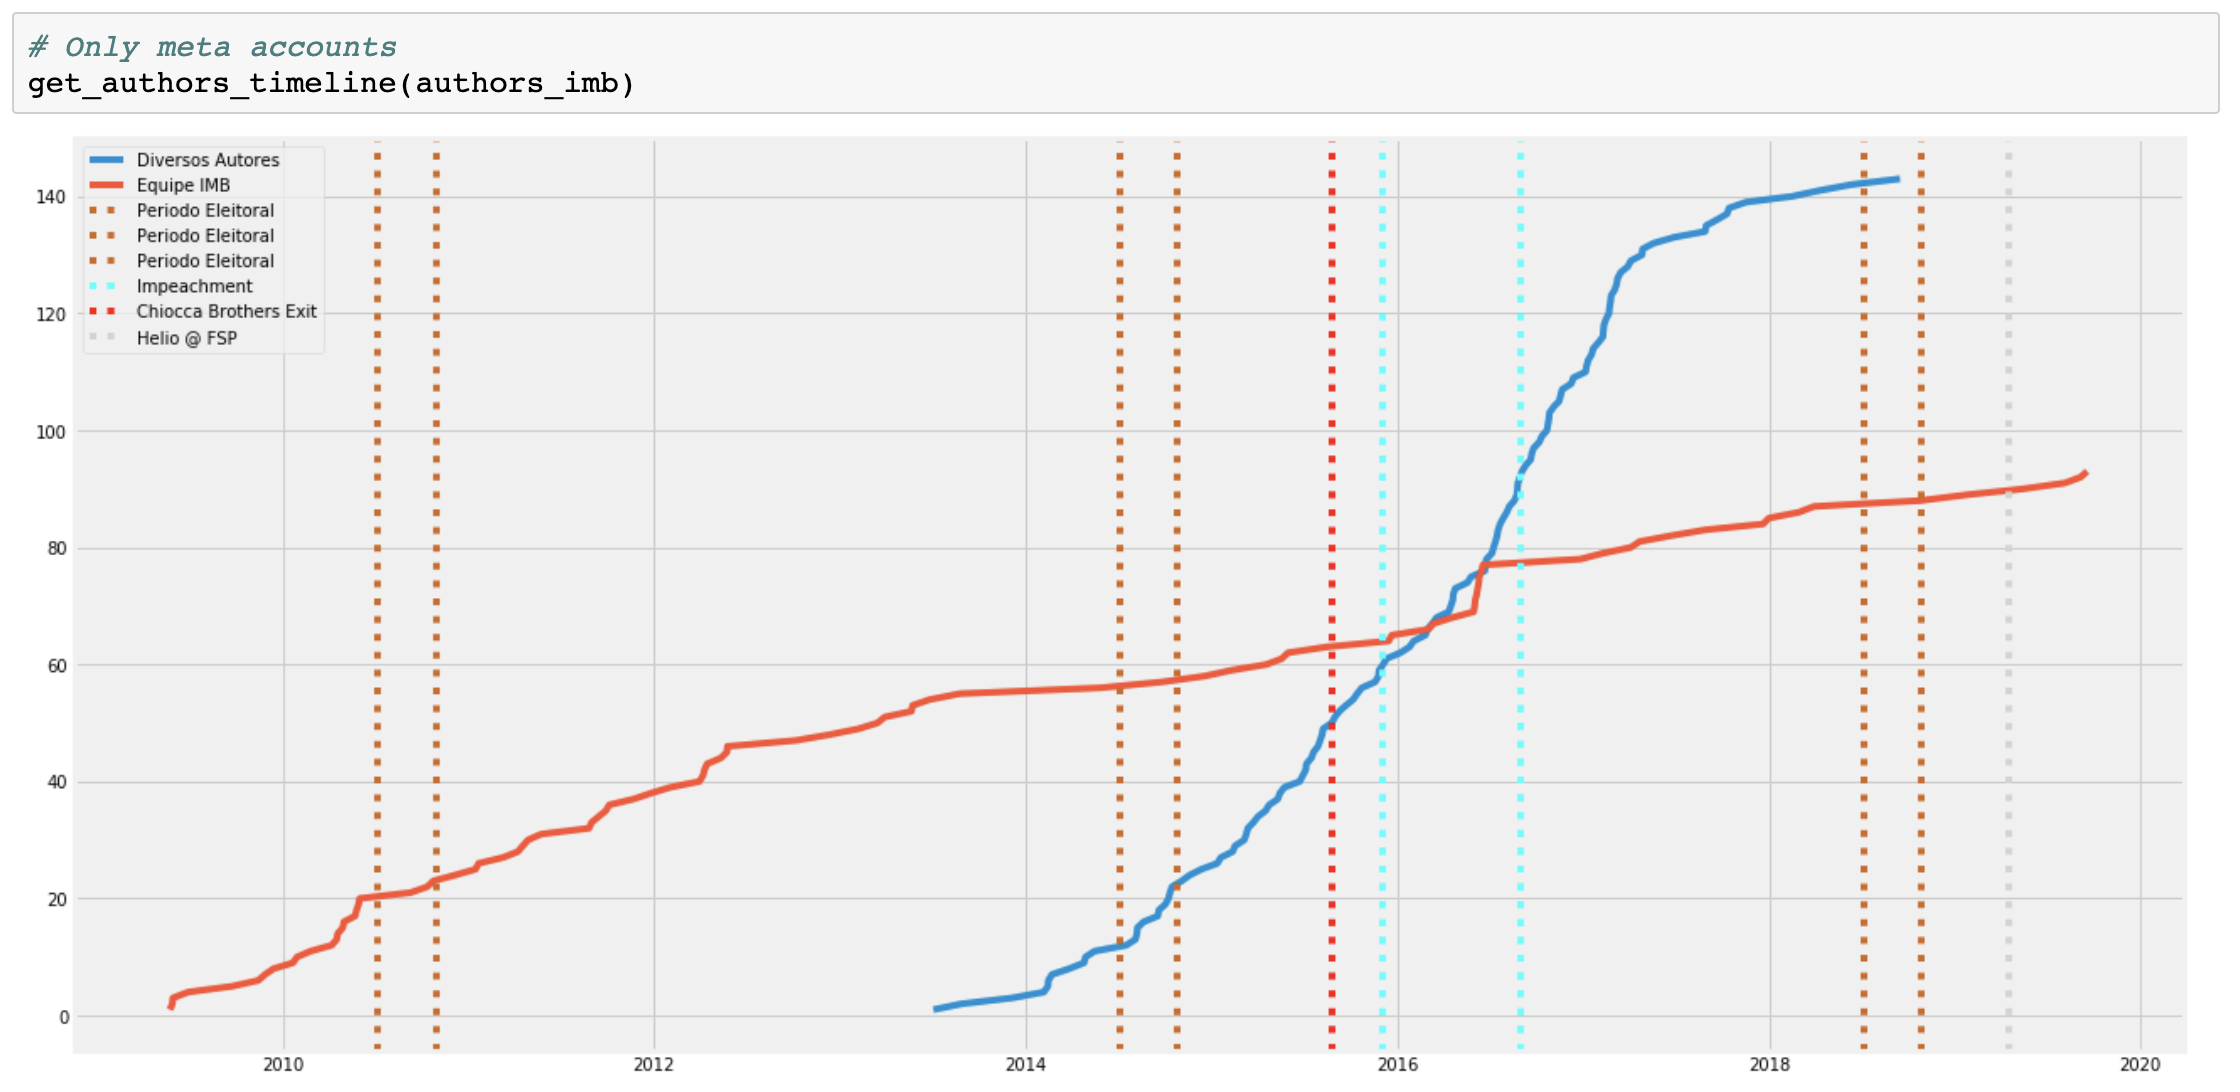 # Only meta accounts
get_authors_timeline(authors_imb)
Diversos Autores
Equipe IMB
Periodo Eleitoral
Periodo Eleitoral
Periodo Eleitoral
Impeachment
Chiocca Brothers Exit
Helio @ FSP
140
120
100
80
60
40
20
0
2010 2012 2014 2016 2018 2020